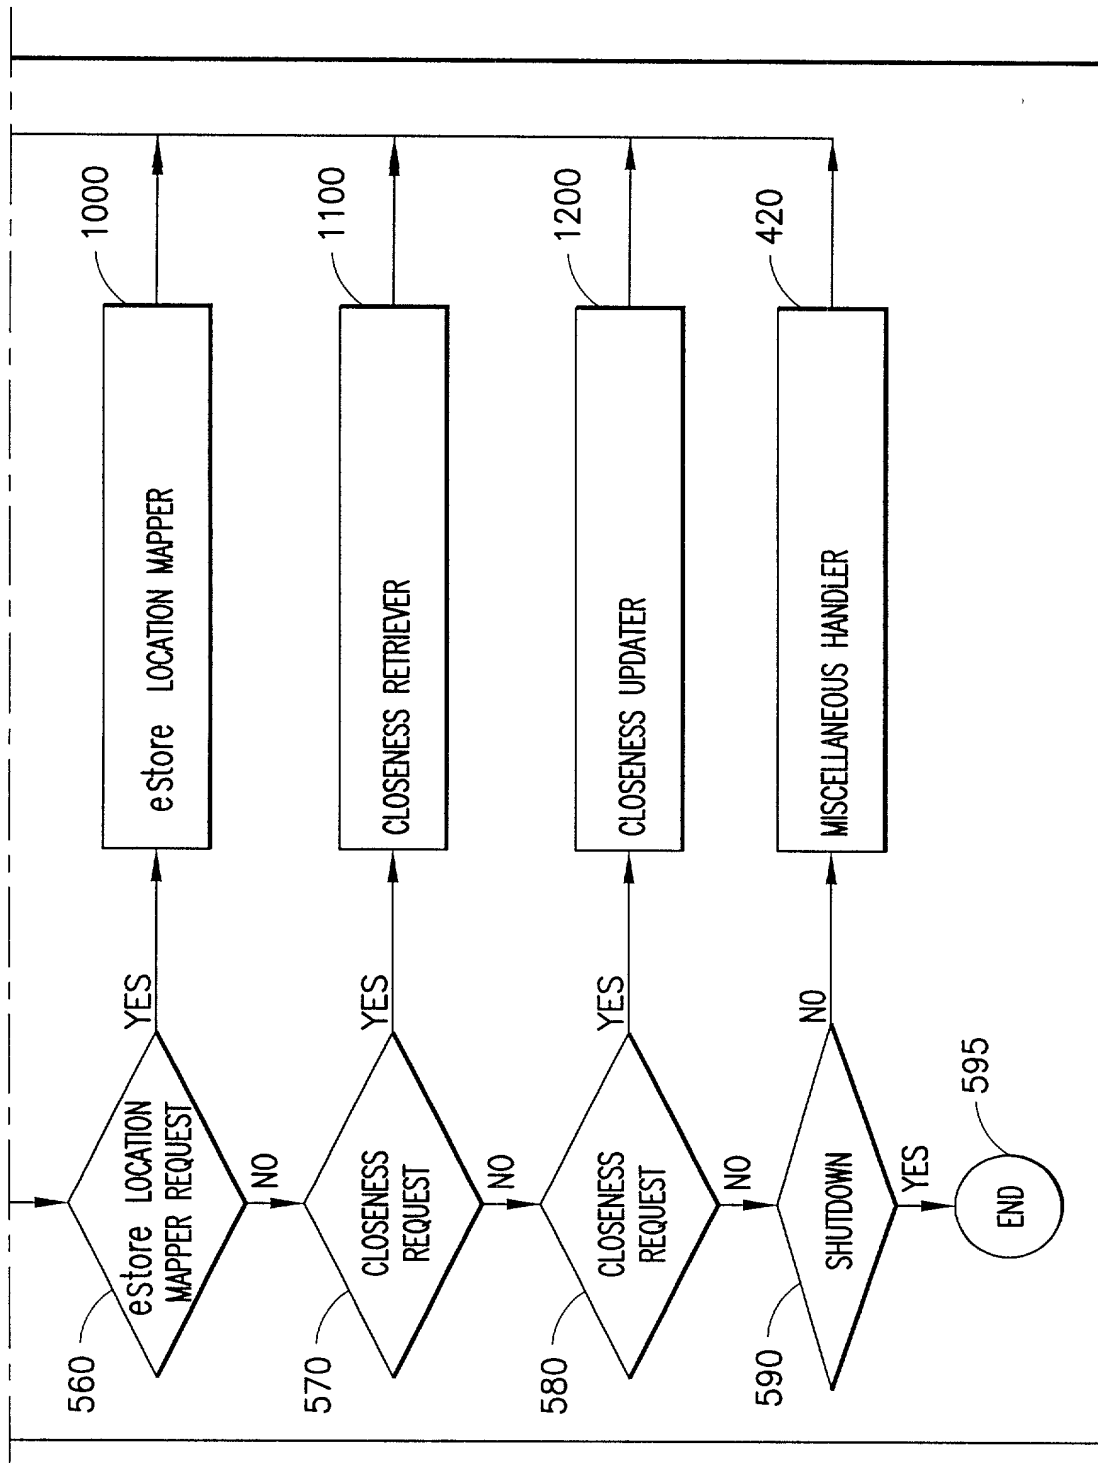 560
eStore LOCATION
MAPPER REQUEST
YES
eStore LOCATION MAPPER
1000
NO
570
CLOSENESS
REQUEST
YES
CLOSENESS RETRIEVER
1100
NO
580
CLOSENESS
REQUEST
YES
CLOSENESS UPDATER
1200
NO
590
SHUTDOWN
NO
MISCELLANEOUS HANDLER
420
YES
END
595